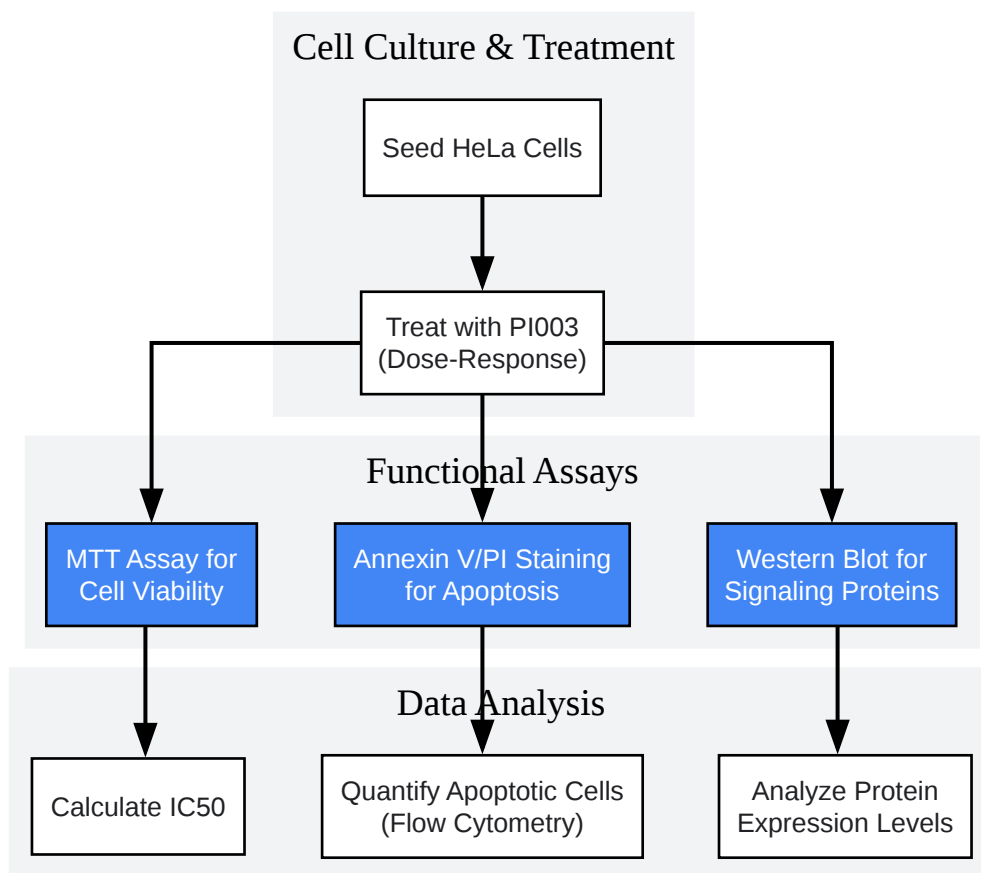 Cell Culture & Treatment
Seed HeLa Cells
Treat with PI003
(Dose-Response)
Functional Assays
MTT Assay for
Cell Viability
Annexin V/PI Staining
for Apoptosis
Western Blot for
Signaling Proteins
Data Analysis
Calculate IC50
Quantify Apoptotic Cells
(Flow Cytometry)
Analyze Protein
Expression Levels